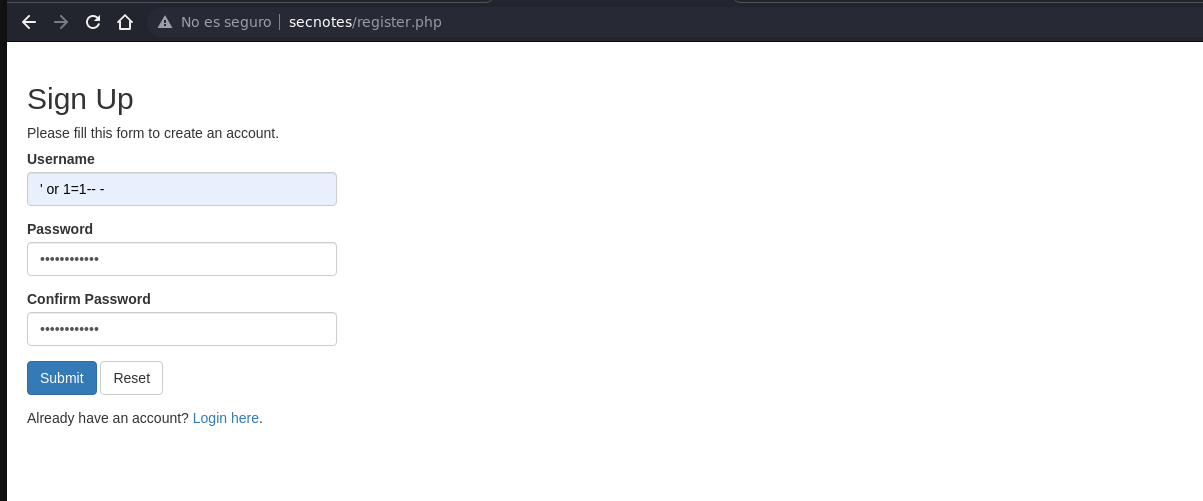 No es seguro | secnotes/register.php
Sign Up
Please fill this form to create an account.
Username
' or 1=1-- -
Password
••••••••••••
Confirm Password
••••••••••••
Submit Reset
Already have an account? Login here.